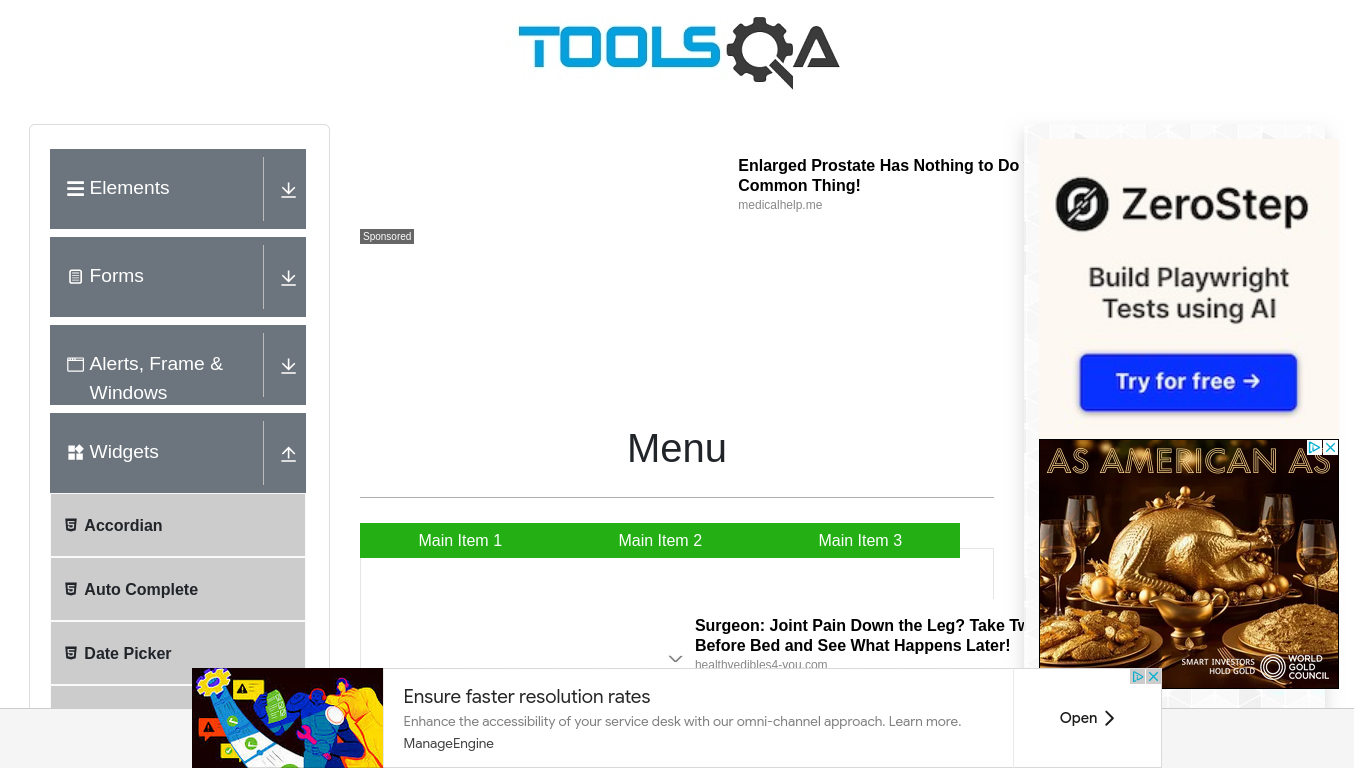 TOOLSQA
Elements
Forms
Alerts, Frame &
Windows
Widgets
Accordian
Auto Complete
Date Picker
Enlarged Prostate Has Nothing to Do
Common Thing!
medicalhelp.me
Sponsored
Menu
Main Item 1
Main Item 2
Main Item 3
Surgeon: Joint Pain Down the Leg? Take
Before Bed and See What Happens Later!
healthyedibles4-you.com
ZeroStep
Build Playwright
Tests using AI
Try for free →
AS AMERICAN AS
SMART INVESTORS
HOLD GOLD
WORLD
GOLD
COUNCIL
Ensure faster resolution rates
Enhance the accessibility of your service desk with our omni-channel approach. Learn more.
ManageEngine
Open